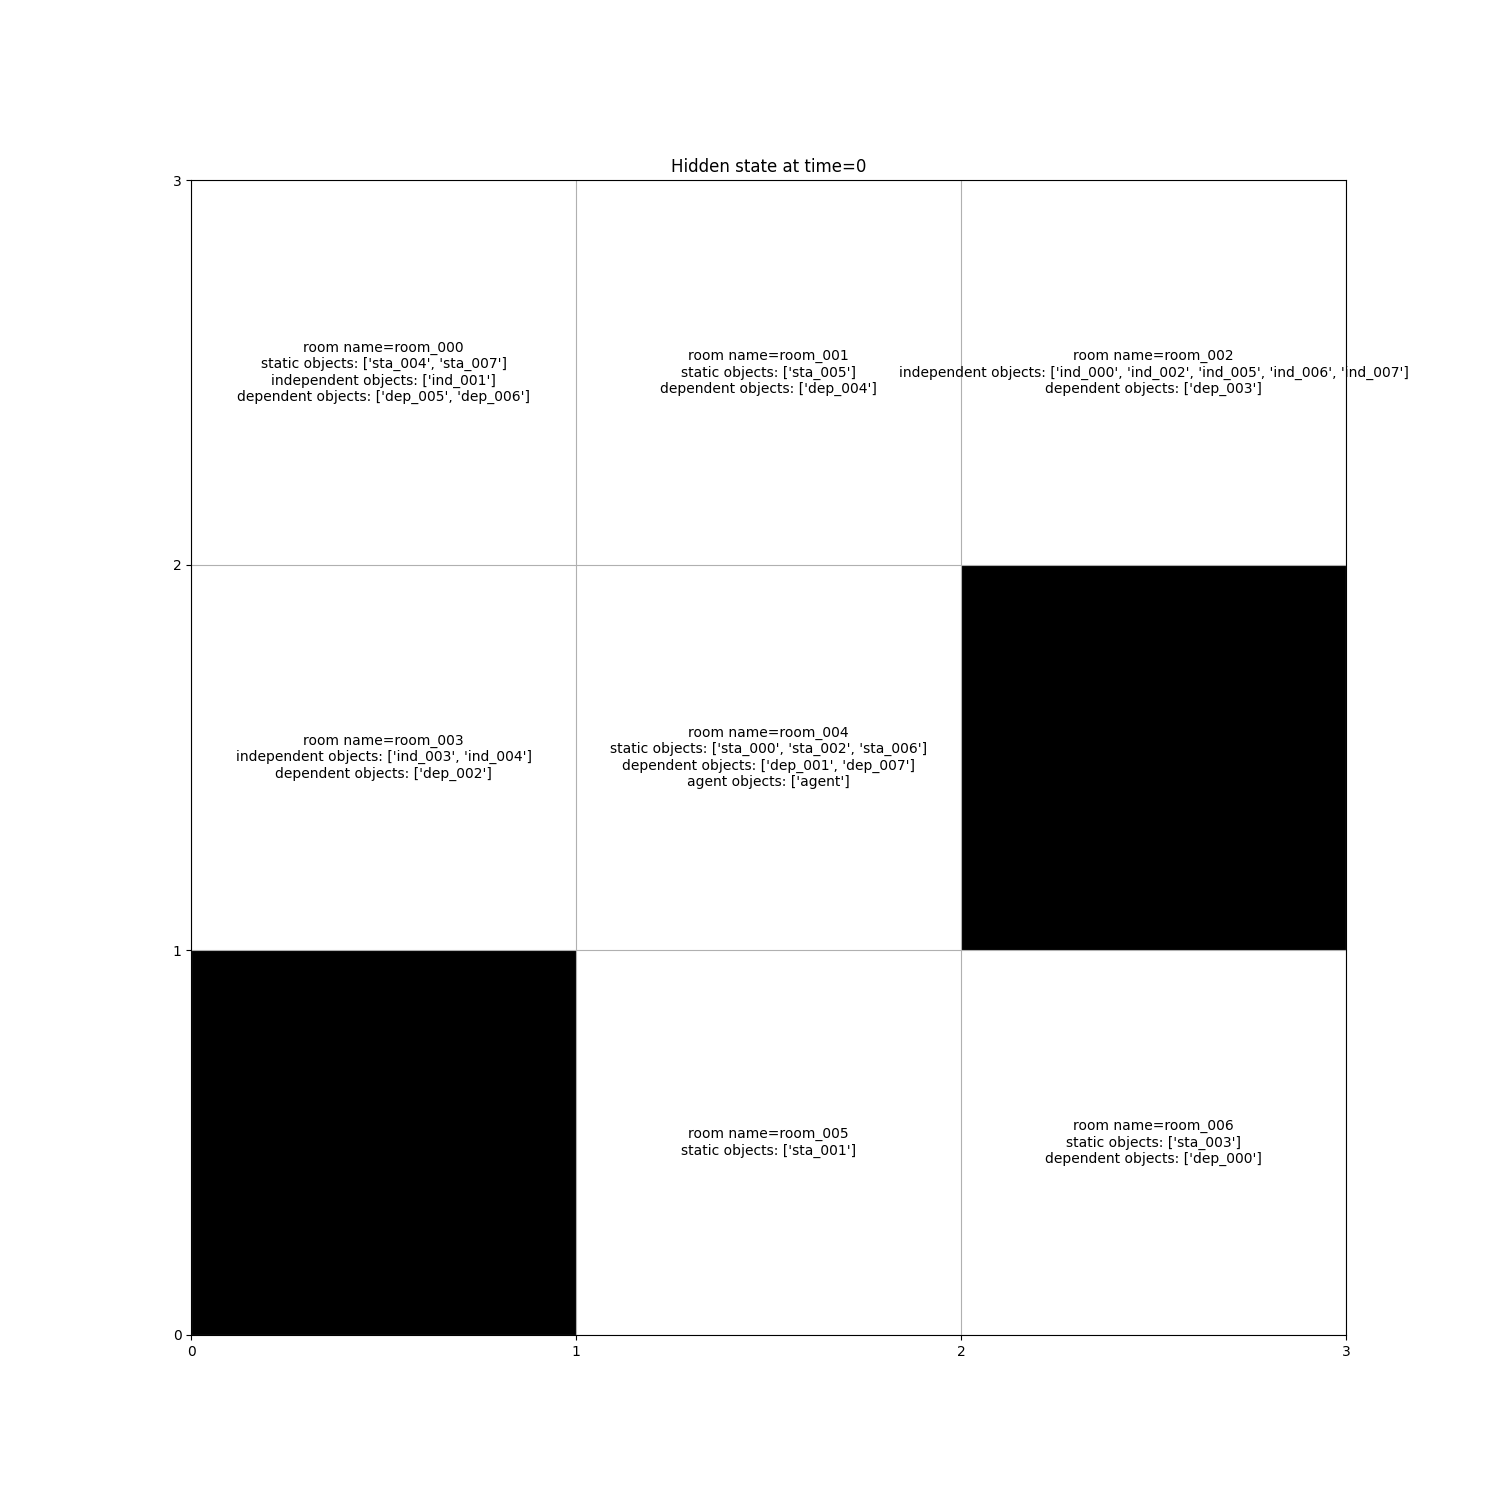 Hidden state at time=0
3
room name=room_000
static objects: ['sta_004', 'sta_007']
independent objects: ['ind_001']
dependent objects: ['dep_005', 'dep_006']
room name=room_001
static objects: ['sta_005']
dependent objects: ['dep_004']
room name=room_002
independent objects: ['ind_000', 'ind_002', 'ind_005', 'ind_006', 'ind_007']
dependent objects: ['dep_003']
2
room name=room_003
independent objects: ['ind_003', 'ind_004']
dependent objects: ['dep_002']
room name=room_004
static objects: ['sta_000', 'sta_002', 'sta_006']
dependent objects: ['dep_001', 'dep_007']
agent objects: ['agent']
1
room name=room_005
static objects: ['sta_001']
room name=room_006
static objects: ['sta_003']
dependent objects: ['dep_000']
0
0 1 2 3